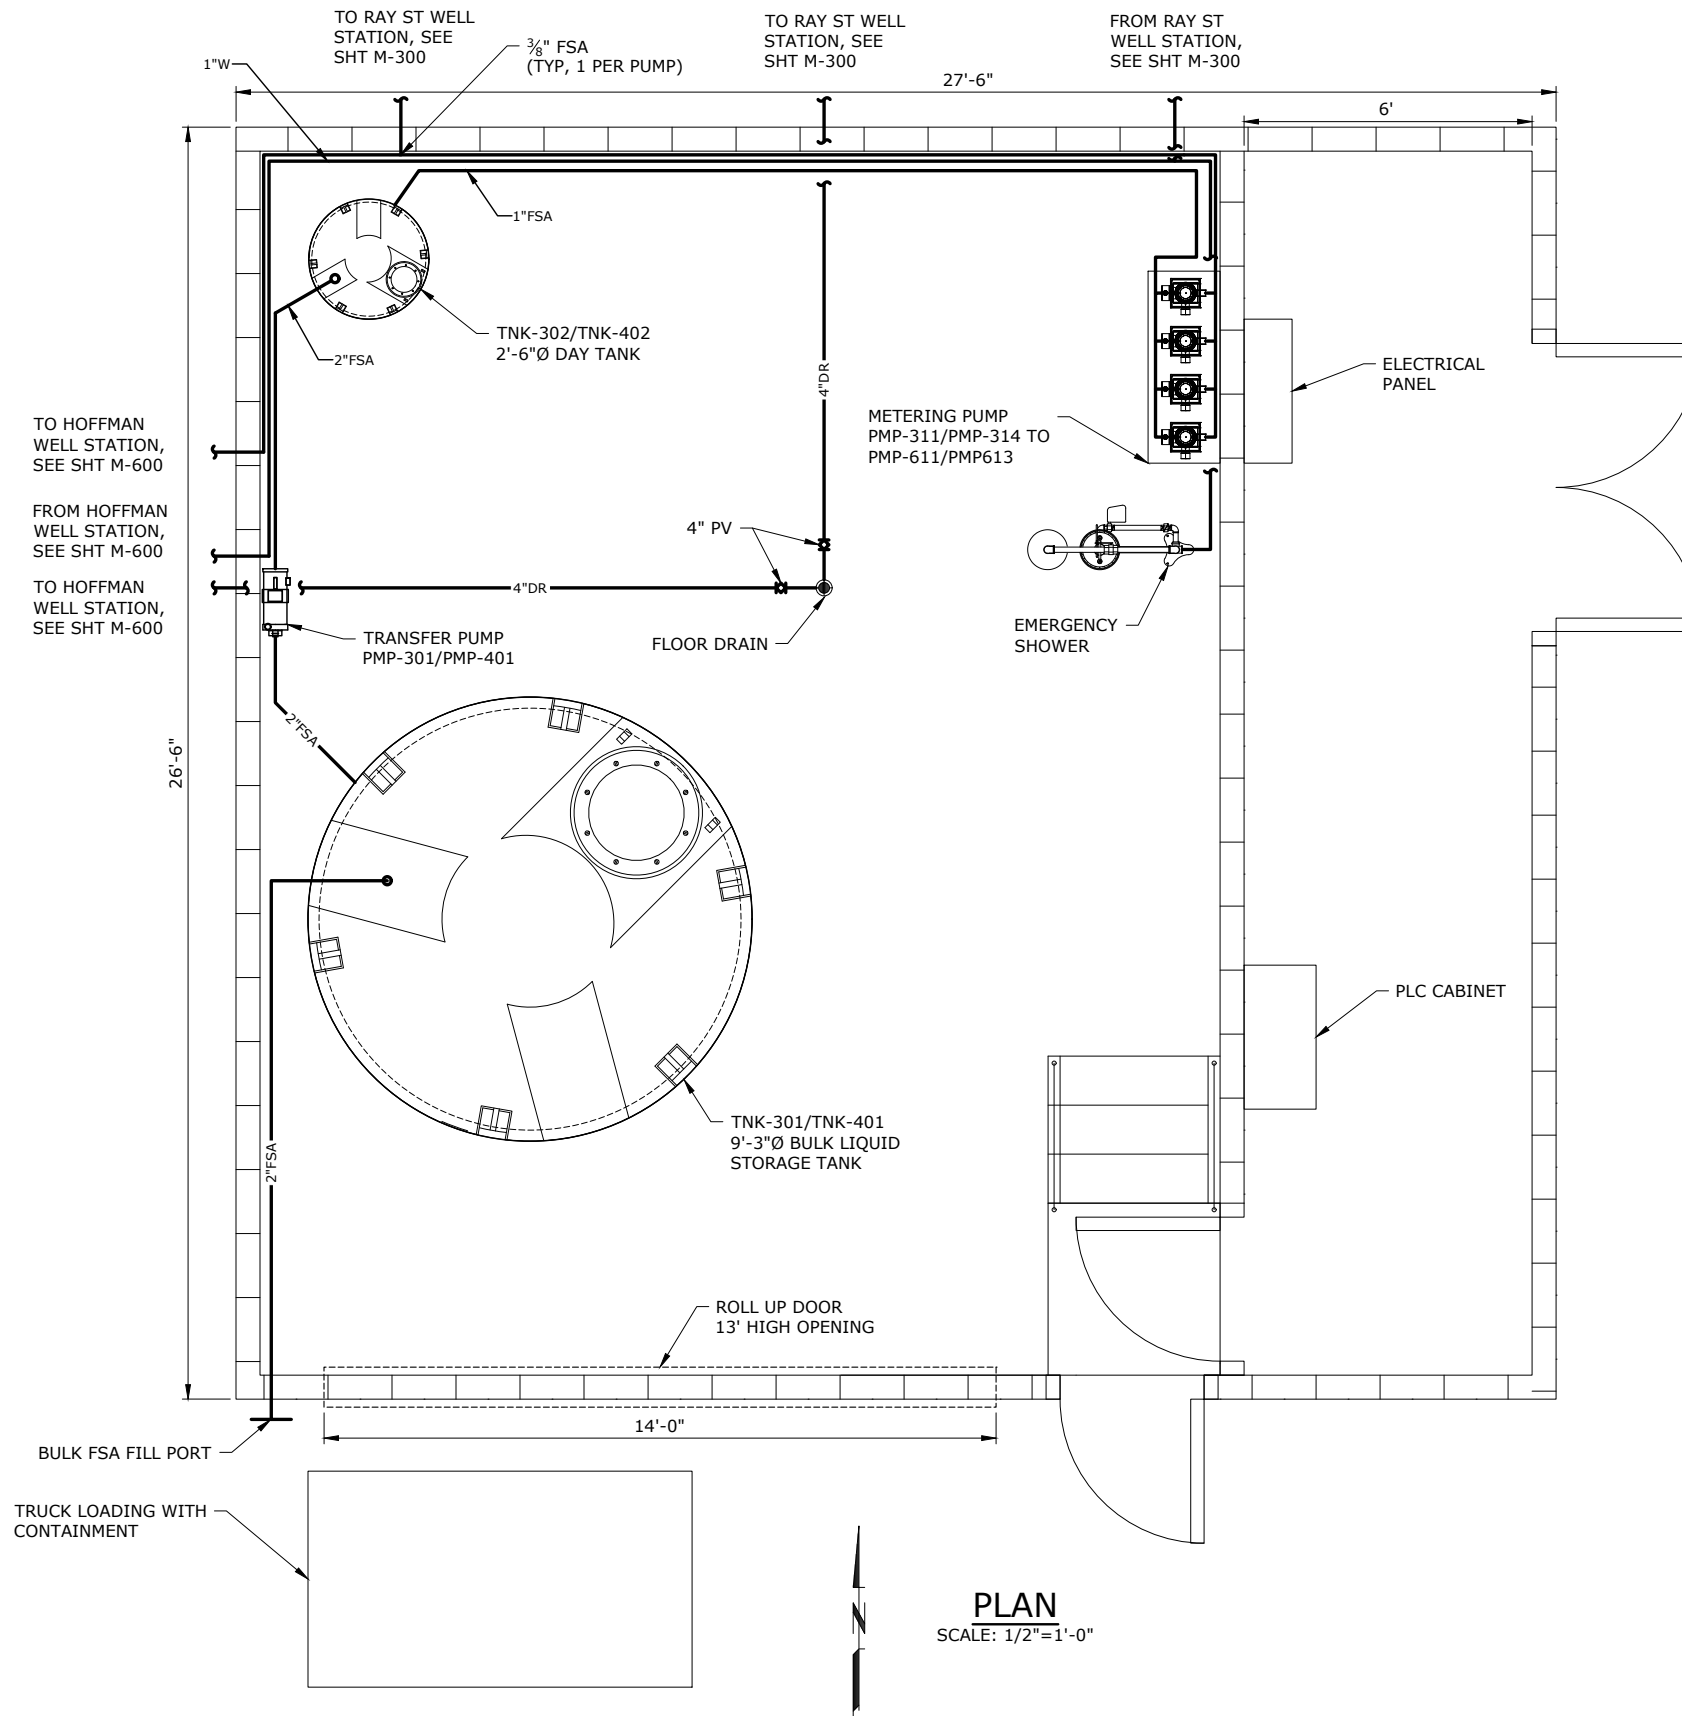 TO RAY ST WELL
STATION, SEE
SHT M-300
TO RAY ST WELL
STATION, SEE
SHT M-300
FROM RAY ST
WELL STATION,
SEE SHT M-300
⅜" FSA
(TYP, 1 PER PUMP)
1"W
27'-6"
6'
1"FSA
TNK-302/TNK-402
2'-6"Ø DAY TANK
2"FSA
4"DR
ELECTRICAL
PANEL
METERING PUMP
PMP-311/PMP-314 TO
PMP-611/PMP613
TO HOFFMAN
WELL STATION,
SEE SHT M-600
FROM HOFFMAN
WELL STATION,
SEE SHT M-600
TO HOFFMAN
WELL STATION,
SEE SHT M-600
4" PV
4"DR
TRANSFER PUMP
PMP-301/PMP-401
FLOOR DRAIN
EMERGENCY
SHOWER
2"FSA
26'-6"
PLC CABINET
TNK-301/TNK-401
9'-3"Ø BULK LIQUID
STORAGE TANK
2"FSA
ROLL UP DOOR
13' HIGH OPENING
14'-0"
BULK FSA FILL PORT
TRUCK LOADING WITH
CONTAINMENT
N
PLAN
SCALE: 1/2"=1'-0"